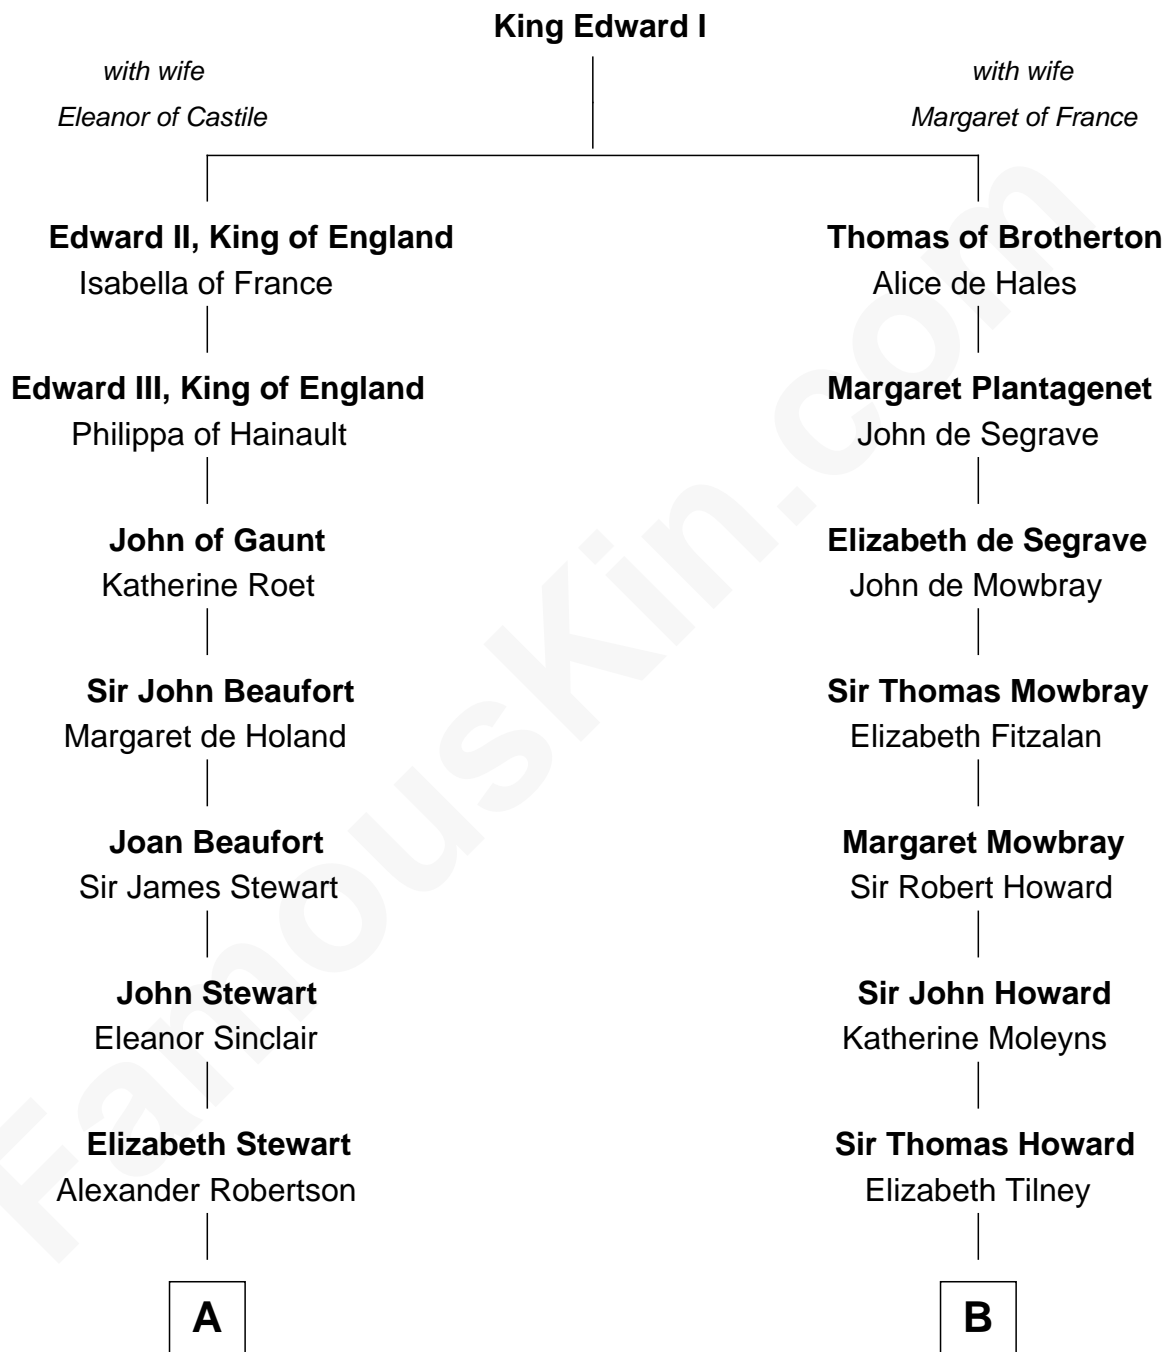 King Edward I
with wife
Eleanor of Castile
with wife
Margaret of France
Edward II, King of England
Isabella of France
Thomas of Brotherton
Alice de Hales
Edward III, King of England
Philippa of Hainault
Margaret Plantagenet
John de Segrave
John of Gaunt
Katherine Roet
Elizabeth de Segrave
John de Mowbray
Sir John Beaufort
Margaret de Holand
Sir Thomas Mowbray
Elizabeth Fitzalan
Joan Beaufort
Sir James Stewart
Margaret Mowbray
Sir Robert Howard
John Stewart
Eleanor Sinclair
Sir John Howard
Katherine Moleyns
Elizabeth Stewart
Alexander Robertson
Sir Thomas Howard
Elizabeth Tilney
A
B
FamousKin.com